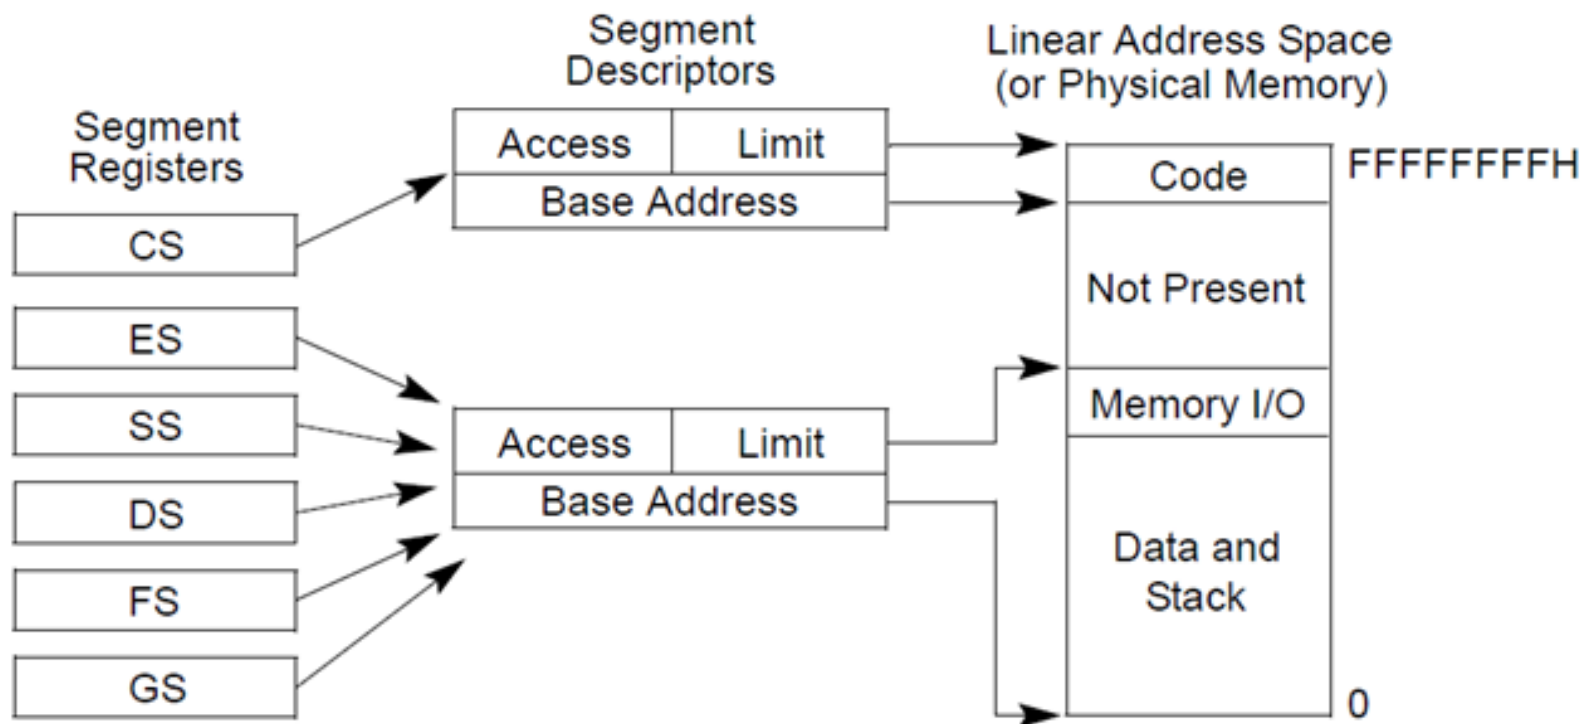 Segment
Descriptors
Linear Address Space
(or Physical Memory)
Segment
Registers
Access
Limit
Base Address
CS
ES
SS
DS
FS
GS
Access
Limit
Base Address
Code
FFFFFFFFH
Not Present
Memory I/O
Data and
Stack
0